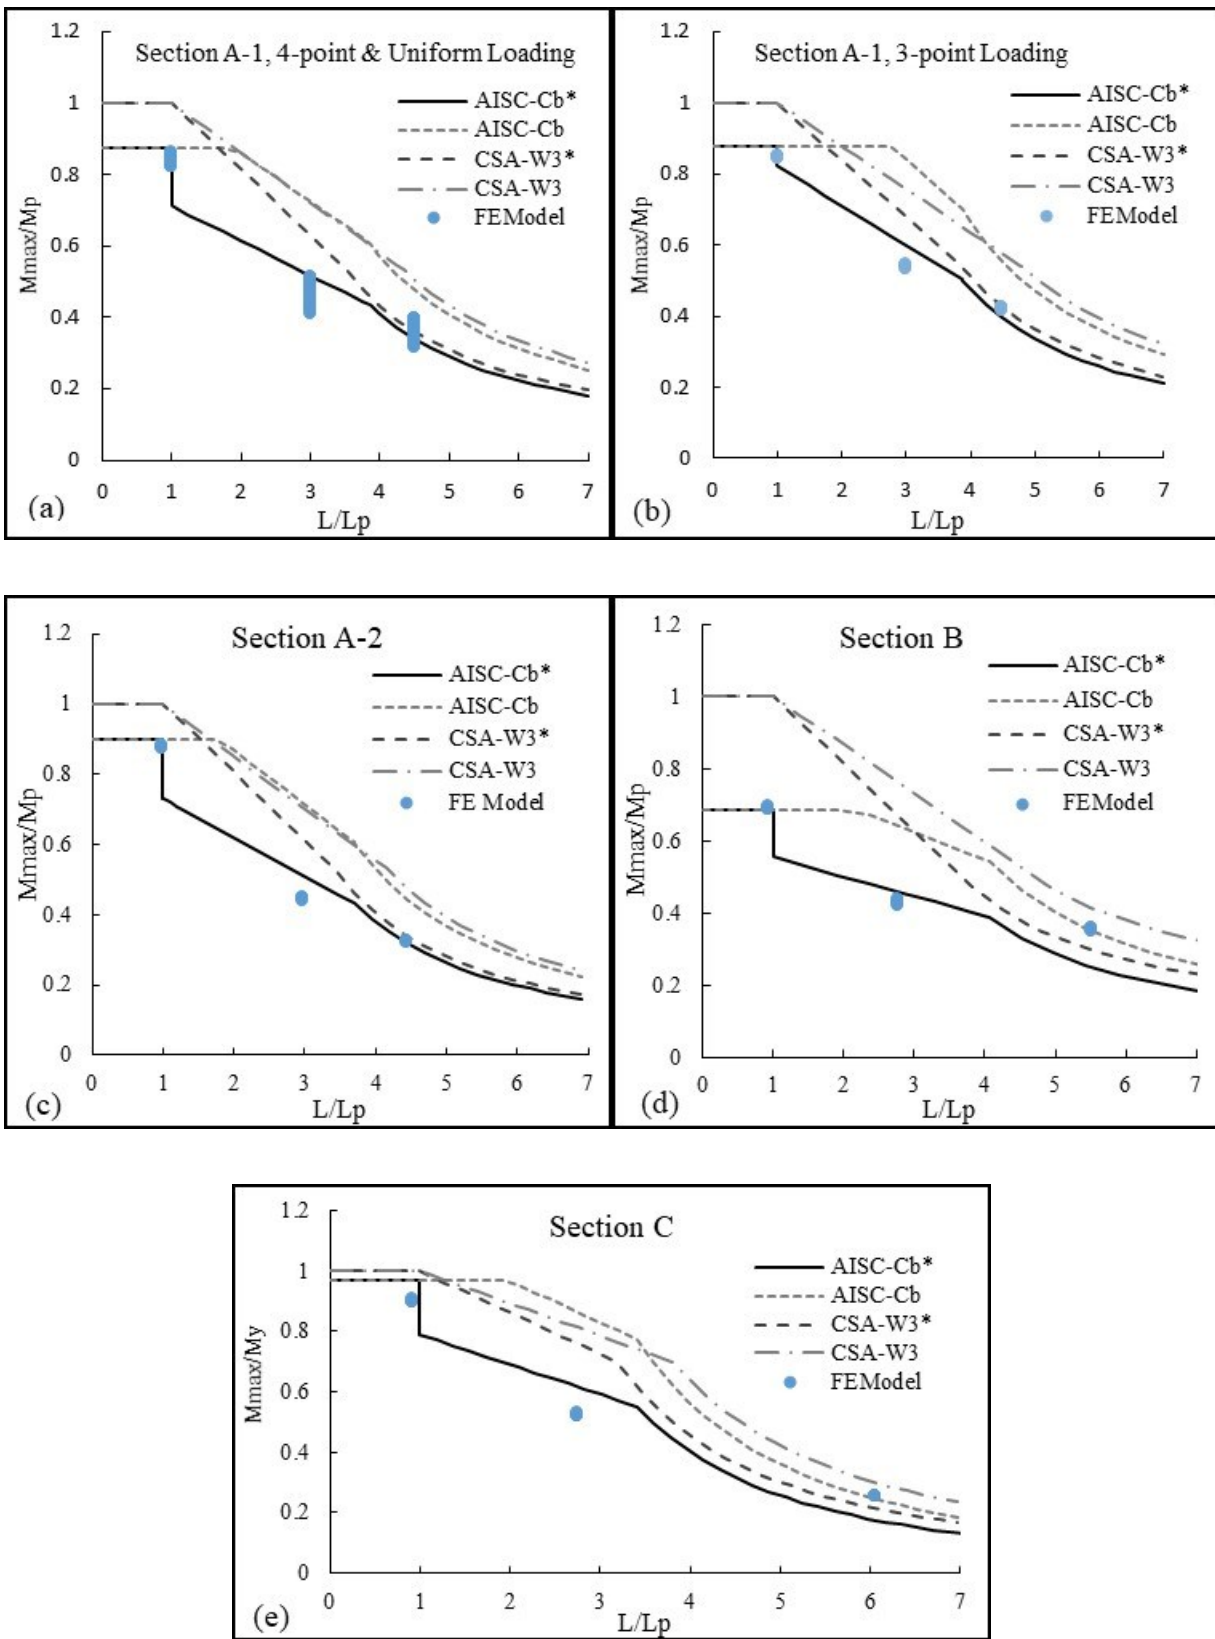 Section A-1, 4-point & Uniform Loading
AISC-Cb*
AISC-Cb
CSA-W3*
CSA-W3
FEModel
Mmax/Mp
1.2
1
0.8
0.6
0.4
0.2
0
0 1 2 3 4 5 6 7
L/Lp
(a)
Section A-1, 3-point Loading
AISC-Cb*
AISC-Cb
CSA-W3*
CSA-W3
FEModel
Mmax/Mp
1.2
1
0.8
0.6
0.4
0.2
0
0 1 2 3 4 5 6 7
L/Lp
(b)
Section A-2
AISC-Cb*
AISC-Cb
CSA-W3*
CSA-W3
FE Model
Mmax/Mp
1.2
1
0.8
0.6
0.4
0.2
0
0 1 2 3 4 5 6 7
L/Lp
(c)
Section B
AISC-Cb*
AISC-Cb
CSA-W3*
CSA-W3
FEModel
Mmax/Mp
1.2
1
0.8
0.6
0.4
0.2
0
0 1 2 3 4 5 6 7
L/Lp
(d)
Section C
AISC-Cb*
AISC-Cb
CSA-W3*
CSA-W3
FEModel
Mmax/My
1.2
1
0.8
0.6
0.4
0.2
0
0 1 2 3 4 5 6 7
L/Lp
(e)